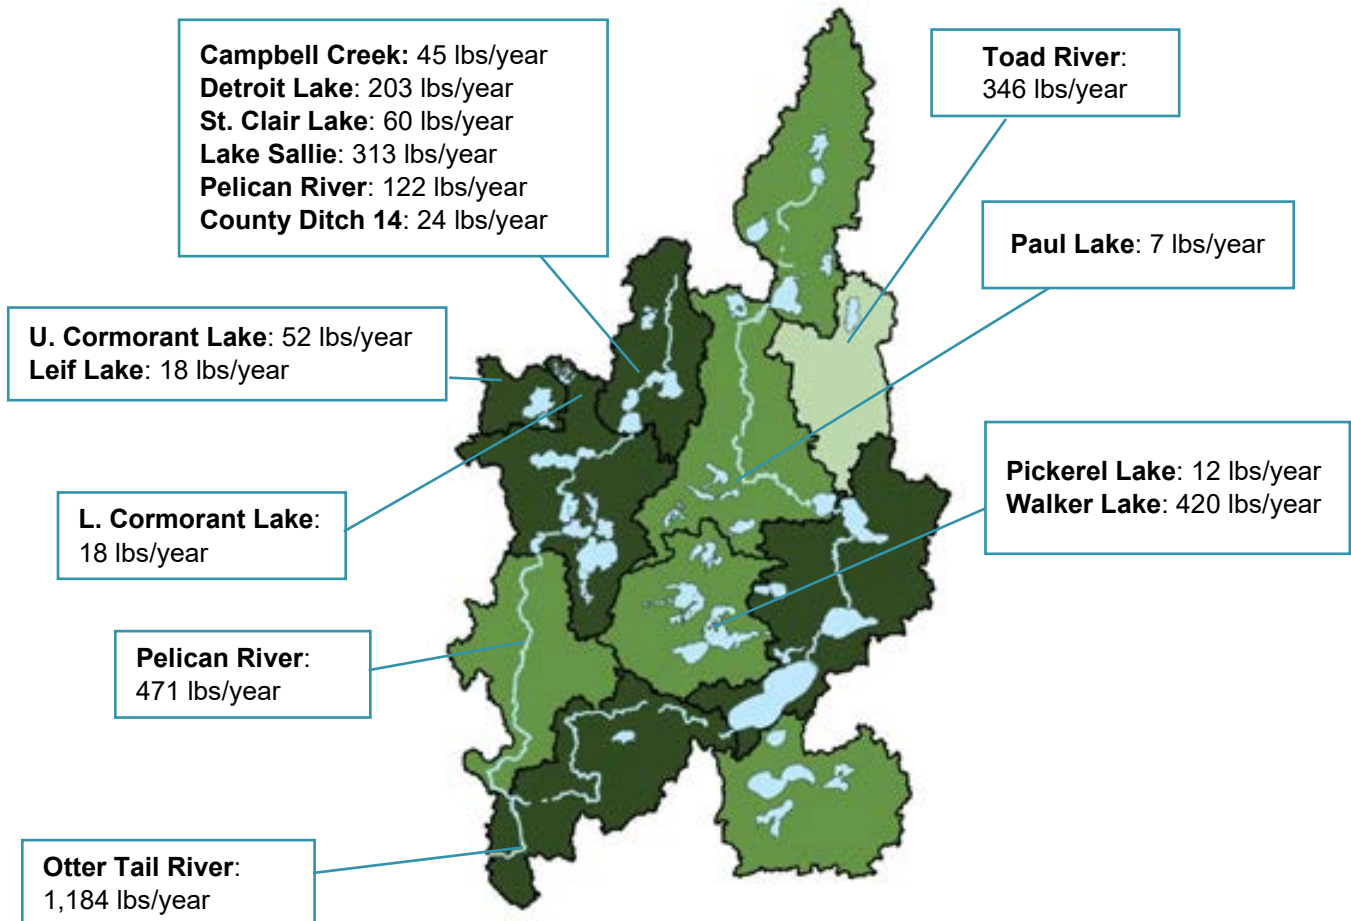 Campbell Creek: 45 lbs/year
Detroit Lake: 203 lbs/year
St. Clair Lake: 60 lbs/year
Lake Sallie: 313 lbs/year
Pelican River: 122 lbs/year
County Ditch 14: 24 lbs/year
Toad River:
346 lbs/year
Paul Lake: 7 lbs/year
U. Cormorant Lake: 52 lbs/year
Leif Lake: 18 lbs/year
Pickerel Lake: 12 lbs/year
Walker Lake: 420 lbs/year
L. Cormorant Lake:
18 lbs/year
Pelican River:
471 lbs/year
Otter Tail River:
1,184 lbs/year